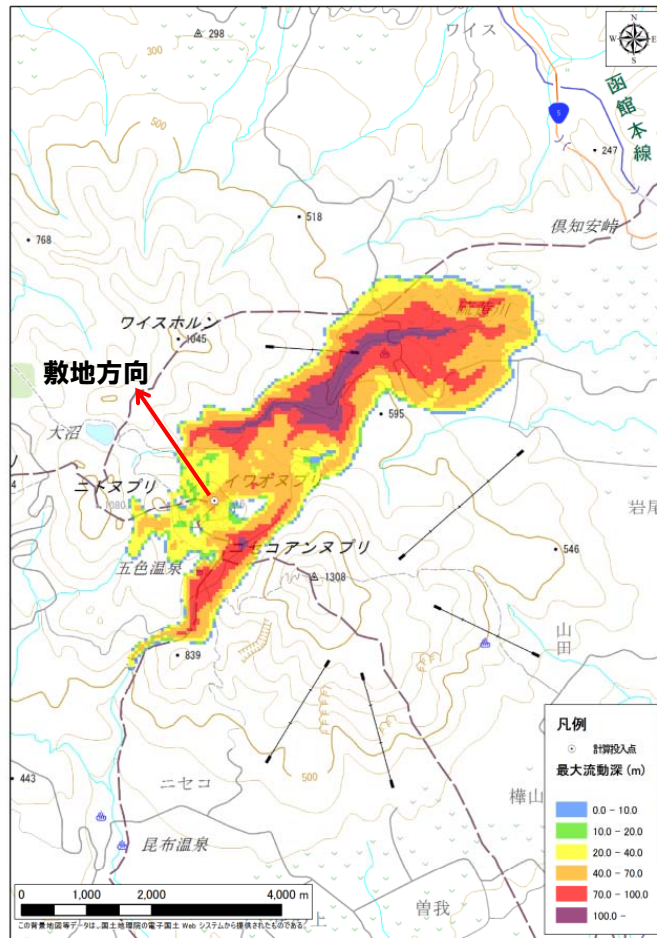 298
ワイス
N
W
E
S
300
函館本線
5
500
247
倶知安峠
518
768
ワイスホルン
1045
敷地方向
595
大沼
イワオヌプリ
ニトヌプリ
1080
岩尾
ニセコアンヌプリ
546
五色温泉
1308
山田
839
凡例
計算投入点
最大流動深 (m)
500
443
ニセコ
樺山
0.0 - 10.0
10.0 - 20.0
昆布温泉
20.0 - 40.0
40.0 - 70.0
70.0 - 100.0
100.0 -
0 1,000 2,000 4,000 m
曽我
上
この背景地図等データは、国土地理院の電子国土 Web システムから提供されたものである。